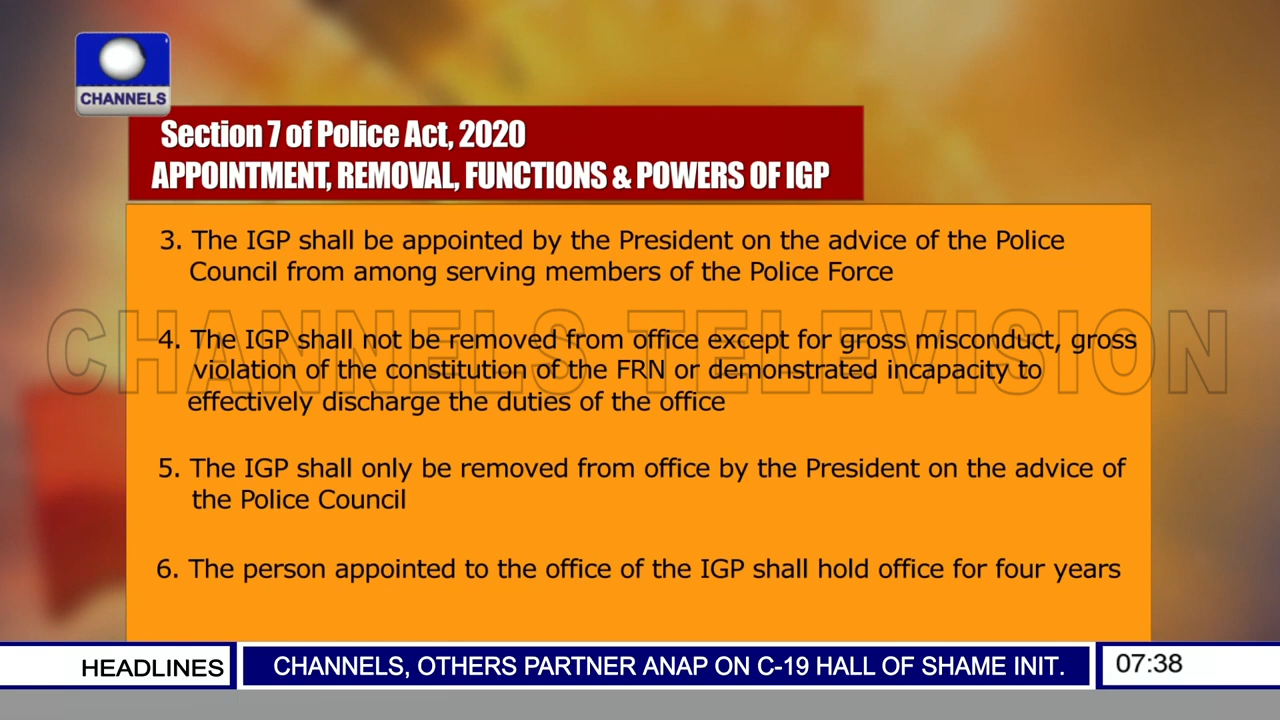 CHANNELS
Section 7 of Police Act, 2020
APPOINTMENT, REMOVAL, FUNCTIONS & POWERS OF IGP
3. The IGP shall be appointed by the President on the advice of the Police
Council from among serving members of the Police Force
CHANNELS TELEVISION
4. The IGP shall not be removed from office except for gross misconduct, gross
violation of the constitution of the FRN or demonstrated incapacity to
effectively discharge the duties of the office
5. The IGP shall only be removed from office by the President on the advice of
the Police Council
6. The person appointed to the office of the IGP shall hold office for four years
HEADLINES
CHANNELS, OTHERS PARTNER ANAP ON C-19 HALL OF SHAME INIT.
07:38